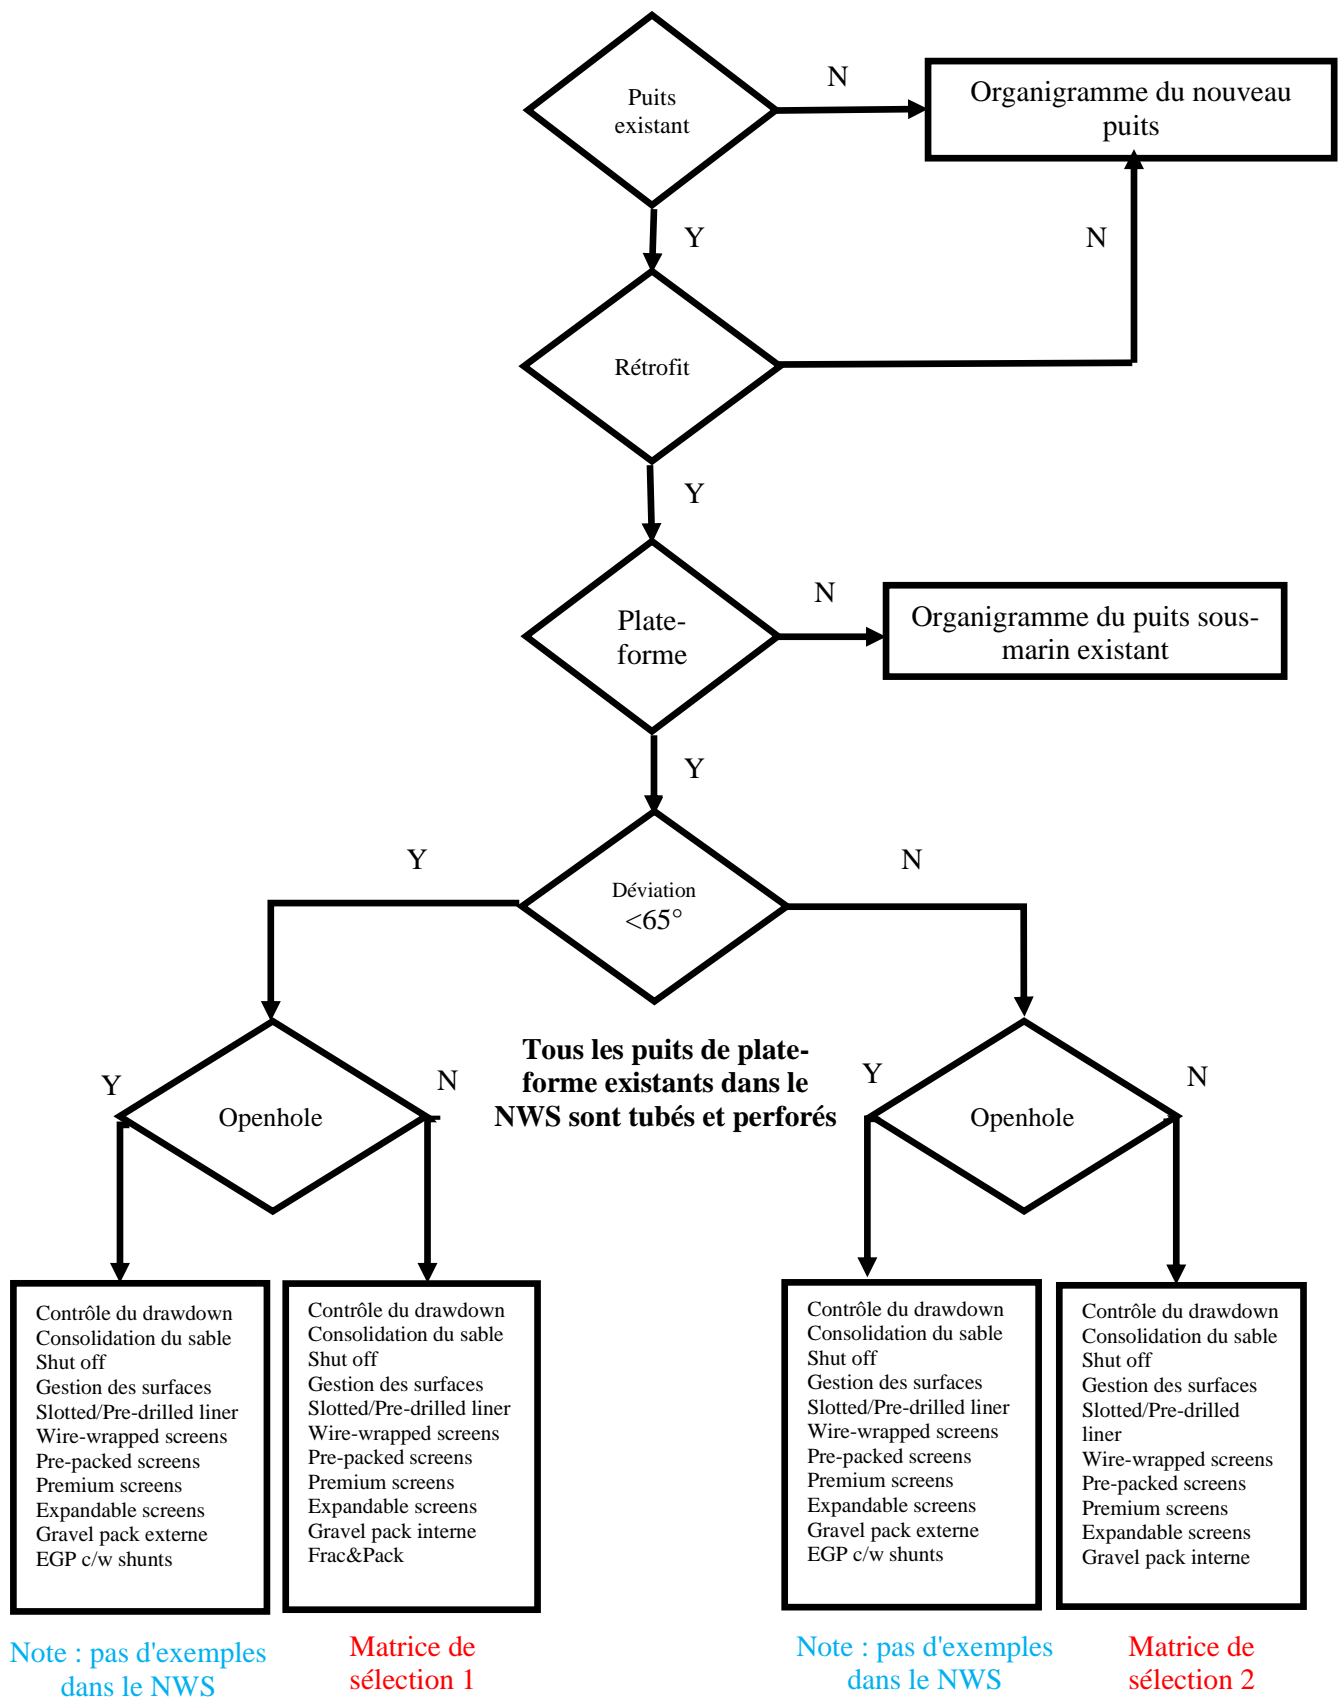 Puits
existant
N
Organigramme du nouveau
puits
Y
N
Rétrofit
Y
Plate-
forme
N
Organigramme du puits sous-
marin existant
Y
Déviation
<65°
Y
N
Tous les puits de plate-
forme existants dans le
NWS sont tubés et perforés
Y
Openhole
N
Y
Openhole
N
Contrôle du drawdown
Consolidation du sable
Shut off
Gestion des surfaces
Slotted/Pre-drilled liner
Wire-wrapped screens
Pre-packed screens
Premium screens
Expandable screens
Gravel pack externe
EGP c/w shunts
Contrôle du drawdown
Consolidation du sable
Shut off
Gestion des surfaces
Slotted/Pre-drilled liner
Wire-wrapped screens
Pre-packed screens
Premium screens
Expandable screens
Gravel pack interne
Frac&Pack
Contrôle du drawdown
Consolidation du sable
Shut off
Gestion des surfaces
Slotted/Pre-drilled liner
Wire-wrapped screens
Pre-packed screens
Premium screens
Expandable screens
Gravel pack externe
EGP c/w shunts
Contrôle du drawdown
Consolidation du sable
Shut off
Gestion des surfaces
Slotted/Pre-drilled
liner
Wire-wrapped screens
Pre-packed screens
Premium screens
Expandable screens
Gravel pack interne
Note : pas d'exemples
dans le NWS
Matrice de
sélection 1
Note : pas d'exemples
dans le NWS
Matrice de
sélection 2